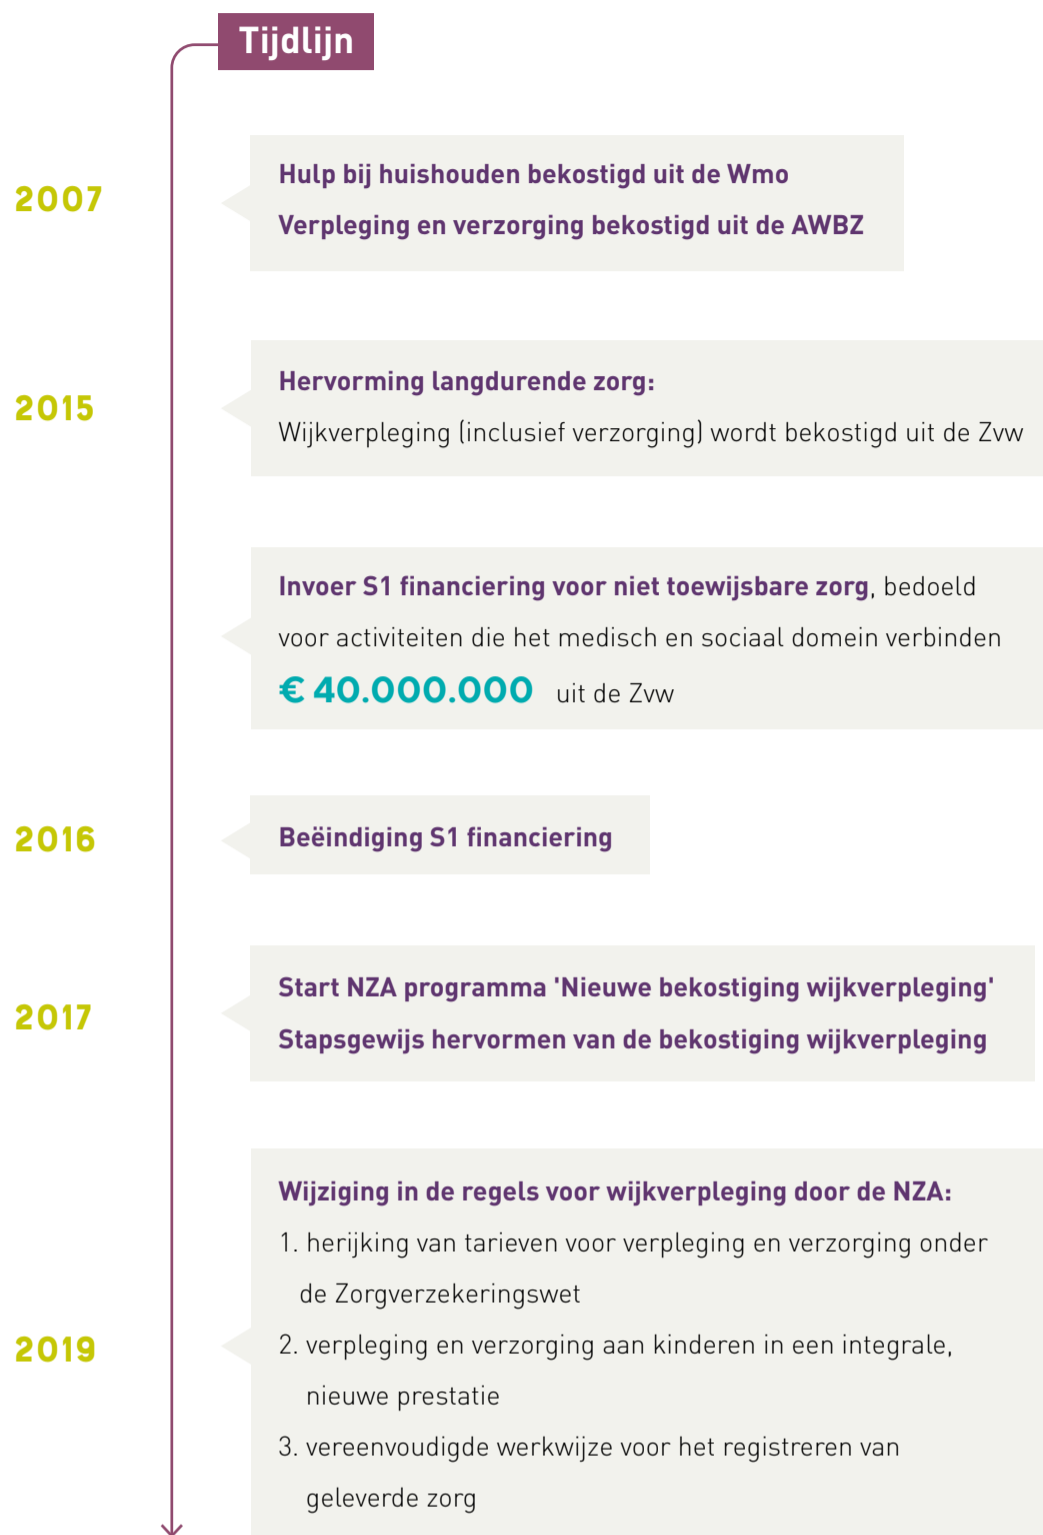 Tijdlijn
2007
Hulp bij huishouden bekostigd uit de Wmo
Verpleging en verzorging bekostigd uit de AWBZ
2015
Hervorming langdurende zorg:
Wijkverpleging (inclusief verzorging) wordt bekostigd uit de Zvw
Invoer S1 financiering voor niet toewijsbare zorg, bedoeld
voor activiteiten die het medisch en sociaal domein verbinden
€ 40.000.000 uit de Zvw
2016
Beëindiging S1 financiering
2017
Start NZA programma 'Nieuwe bekostiging wijkverpleging'
Stapsgewijs hervormen van de bekostiging wijkverpleging
2019
Wijziging in de regels voor wijkverpleging door de NZA:
1. herijking van tarieven voor verpleging en verzorging onder
de Zorgverzekeringswet
2. verpleging en verzorging aan kinderen in een integrale,
nieuwe prestatie
3. vereenvoudigde werkwijze voor het registreren van
geleverde zorg